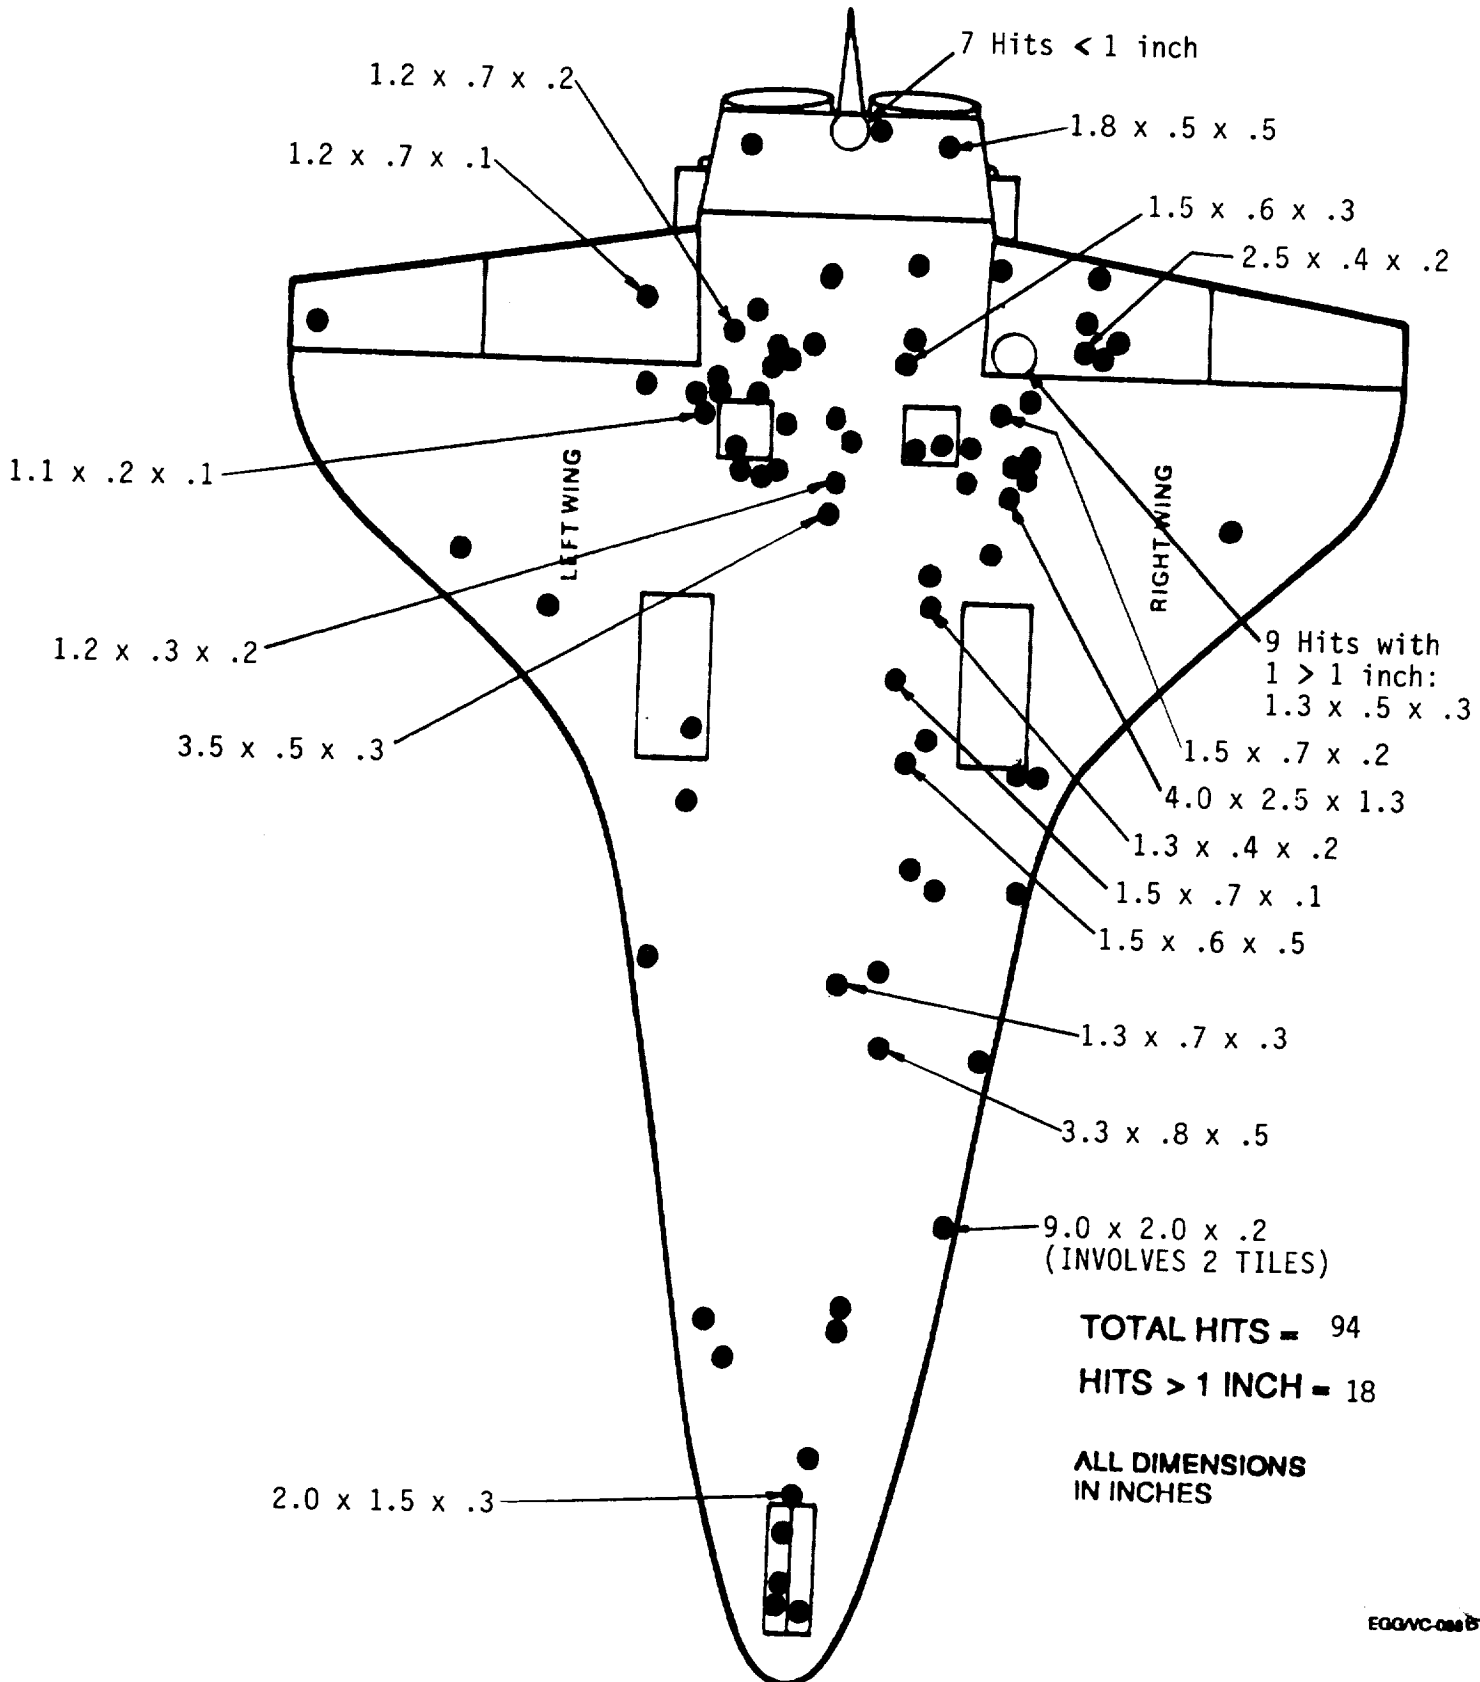 7 Hits < 1 inch
1.2 x .7 x .2
1.8 x .5 x .5
1.2 x .7 x .1
1.5 x .6 x .3
2.5 x .4 x .2
1.1 x .2 x .1
LEFT WING
RIGHT WING
1.2 x .3 x .2
9 Hits with
1 > 1 inch:
1.3 x .5 x .3
3.5 x .5 x .3
1.5 x .7 x .2
4.0 x 2.5 x 1.3
1.3 x .4 x .2
1.5 x .7 x .1
1.5 x .6 x .5
1.3 x .7 x .3
3.3 x .8 x .5
9.0 x 2.0 x .2
(INVOLVES 2 TILES)
TOTAL HITS = 94
HITS > 1 INCH = 18
ALL DIMENSIONS
IN INCHES
2.0 x 1.5 x .3